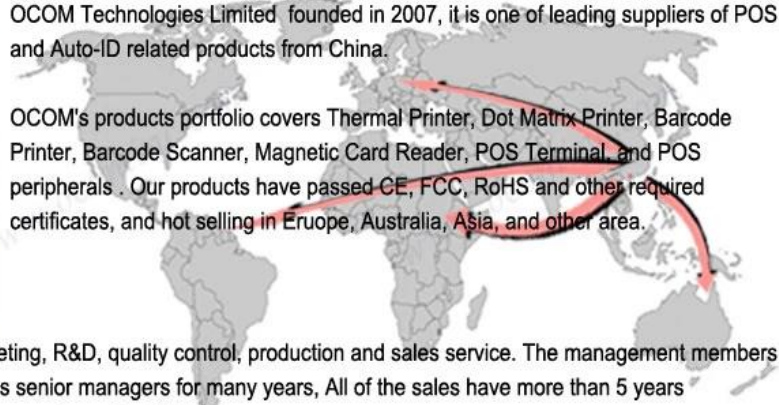 OCOM Technologies Limited founded in 2007, it is one of leading suppliers of POS
and Auto-ID related products from China.
OCOM's products portfolio covers Thermal Printer, Dot Matrix Printer, Barcode
Printer, Barcode Scanner, Magnetic Card Reader, POS Terminal, and POS
peripherals . Our products have passed CE, FCC, RoHS and other required
certificates, and hot selling in Eruope, Australia, Asia, and other area.
eting, R&D, quality control, production and sales service. The management members
s senior managers for many years, All of the sales have more than 5 years